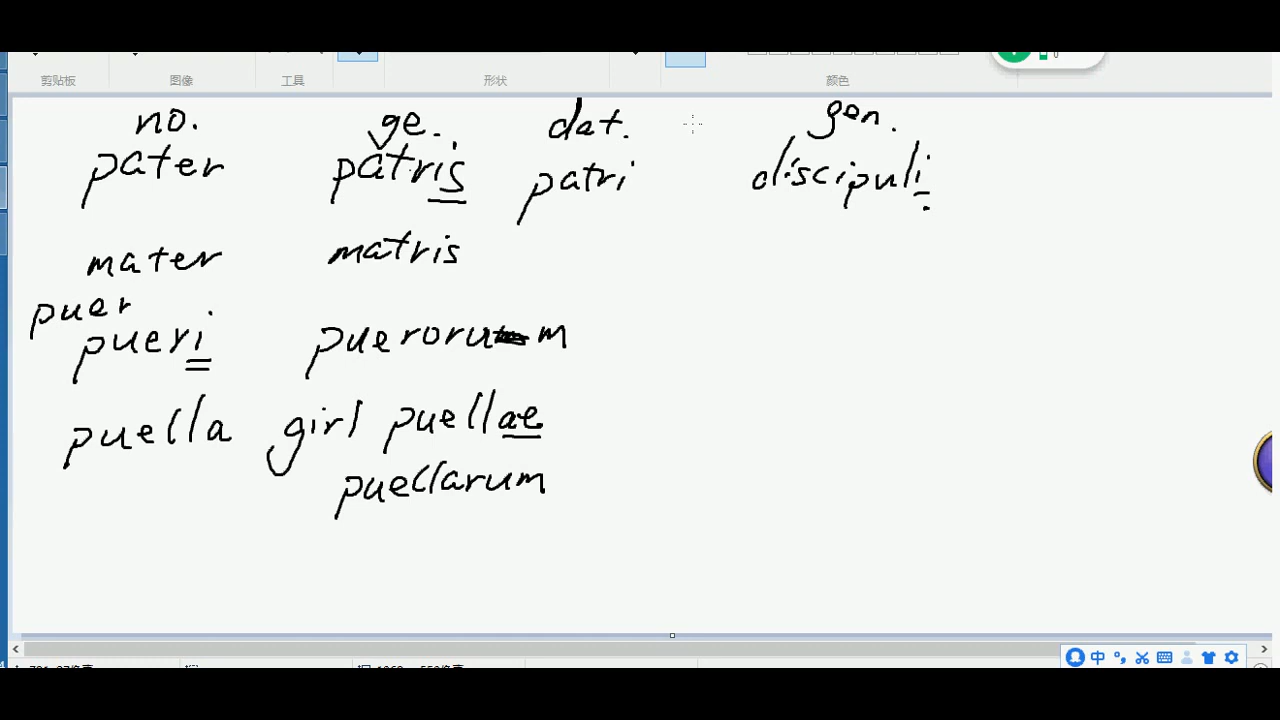 剪贴板 图像 工具 形状 颜色
no. ge. dat. gen.
pater patris patri discipuli
mater matris
puer
pueri puerorum
puella girl puellae
puellarum
中